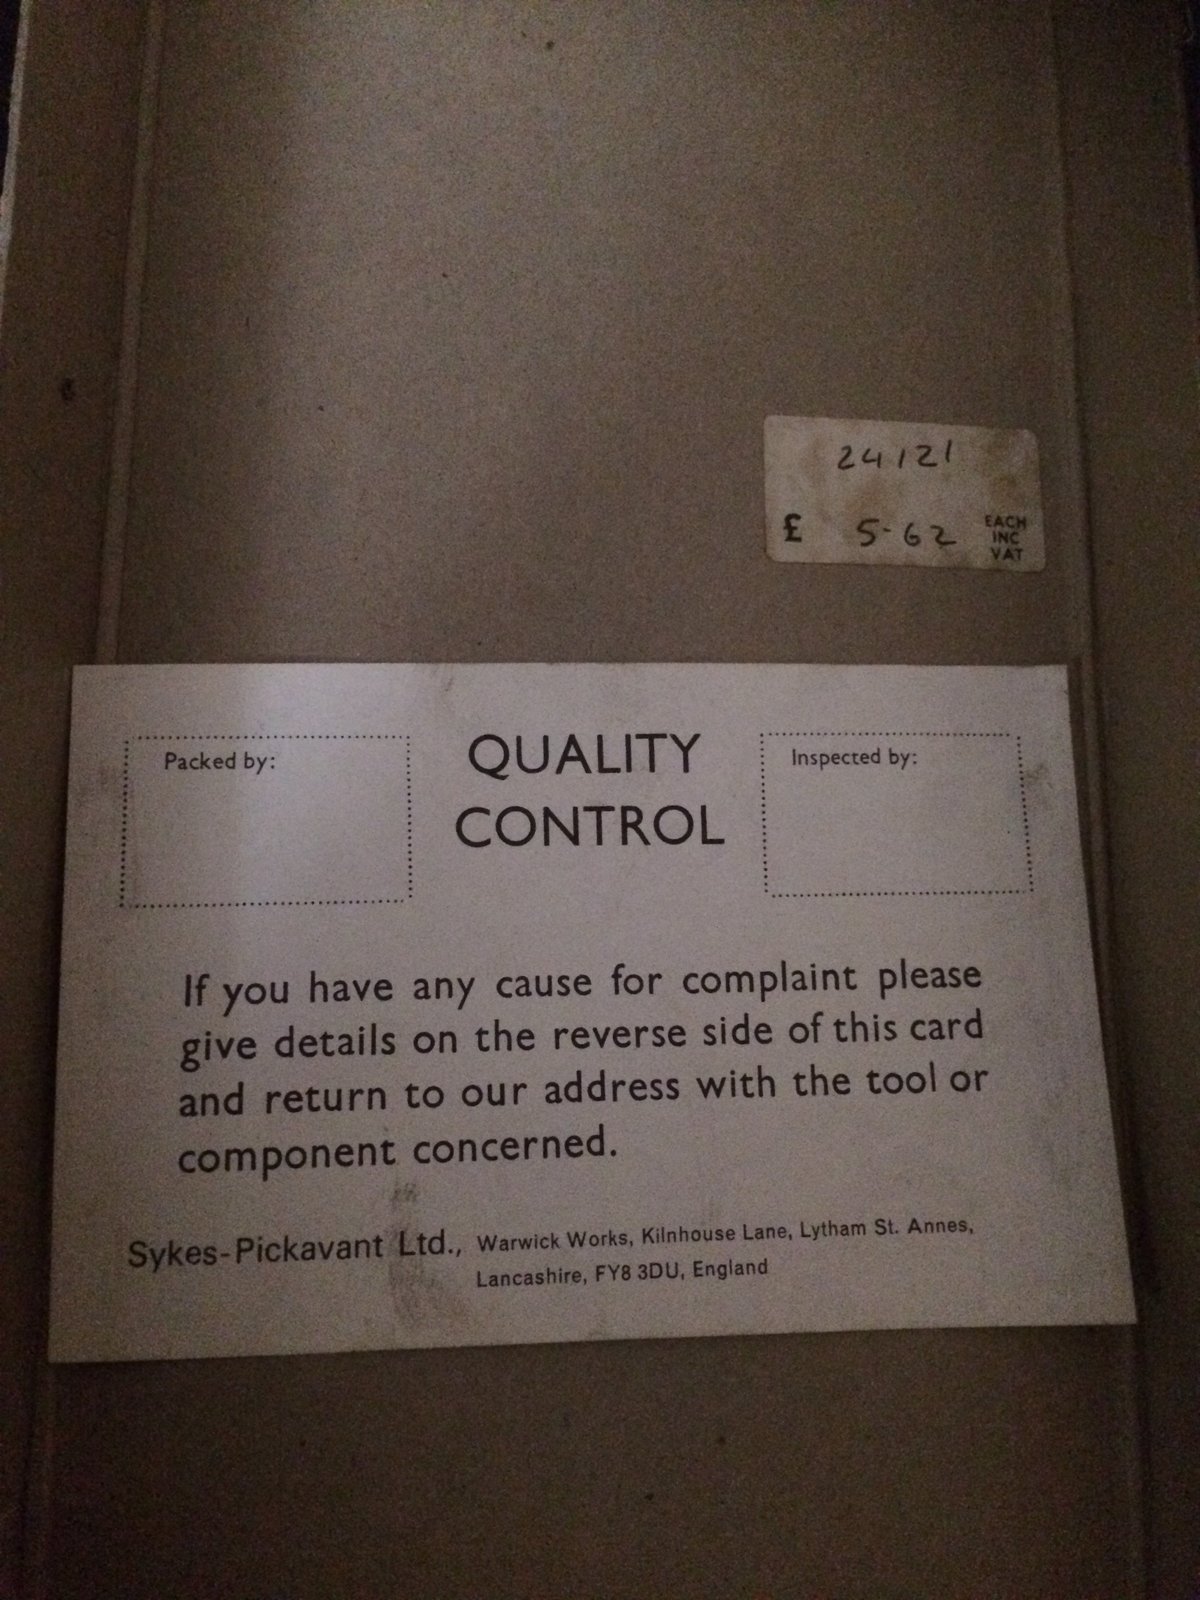 24121
£ 5-62 EACH
INC
VAT
Packed by:
QUALITY
CONTROL
Inspected by:
If you have any cause for complaint please
give details on the reverse side of this card
and return to our address with the tool or
component concerned.
Sykes-Pickavant Ltd., Warwick Works, Kilnhouse Lane, Lytham St. Annes,
Lancashire, FY8 3DU, England